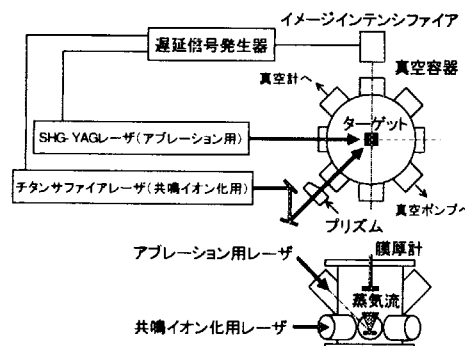 イメージインテンシファイア
遅延信号発生器
真空容器
真空計へ
ターゲット
SHG-YAGレーザ(アブレーション用)
チタンサファイアレーザ(共鳴イオン化用)
プリズム
真空ポンプへ
膜厚計
アブレーション用レーザ
蒸気流
共鳴イオン化用レーザ